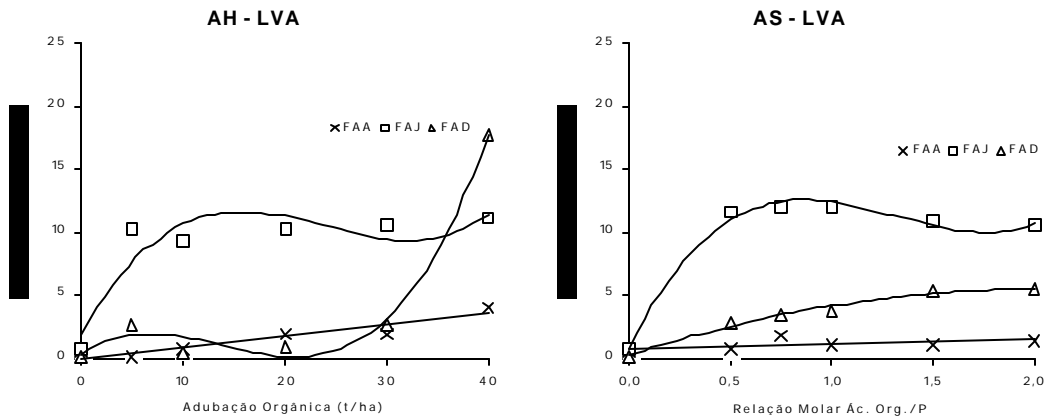 AH - LVA
25
20
15
10
5
0
FAA FAJ FAD
0 10 20 30 40
Adubação Orgânica (t/ha)
AS - LVA
25
20
15
10
5
0
FAA FAJ FAD
0,0 0,5 1,0 1,5 2,0
Relação Molar Ác. Org./P